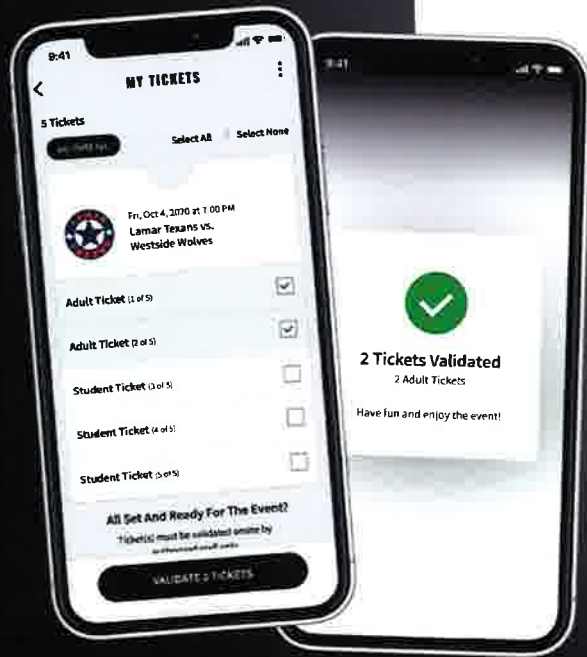 9:41
MY TICKETS
5 Tickets
Select All
Select None
Fri, Oct 4, 2020 at 7:00 PM
Lamar Texans vs.
Westside Wolves
Adult Ticket (1 of 5)
Adult Ticket (2 of 5)
Student Ticket (3 of 5)
Student Ticket (4 of 5)
Student Ticket (5 of 5)
All Set And Ready For The Event?
Ticket(s) must be validated onsite by
VALIDATE 2 TICKETS
9:41
2 Tickets Validated
2 Adult Tickets
Have fun and enjoy the event!